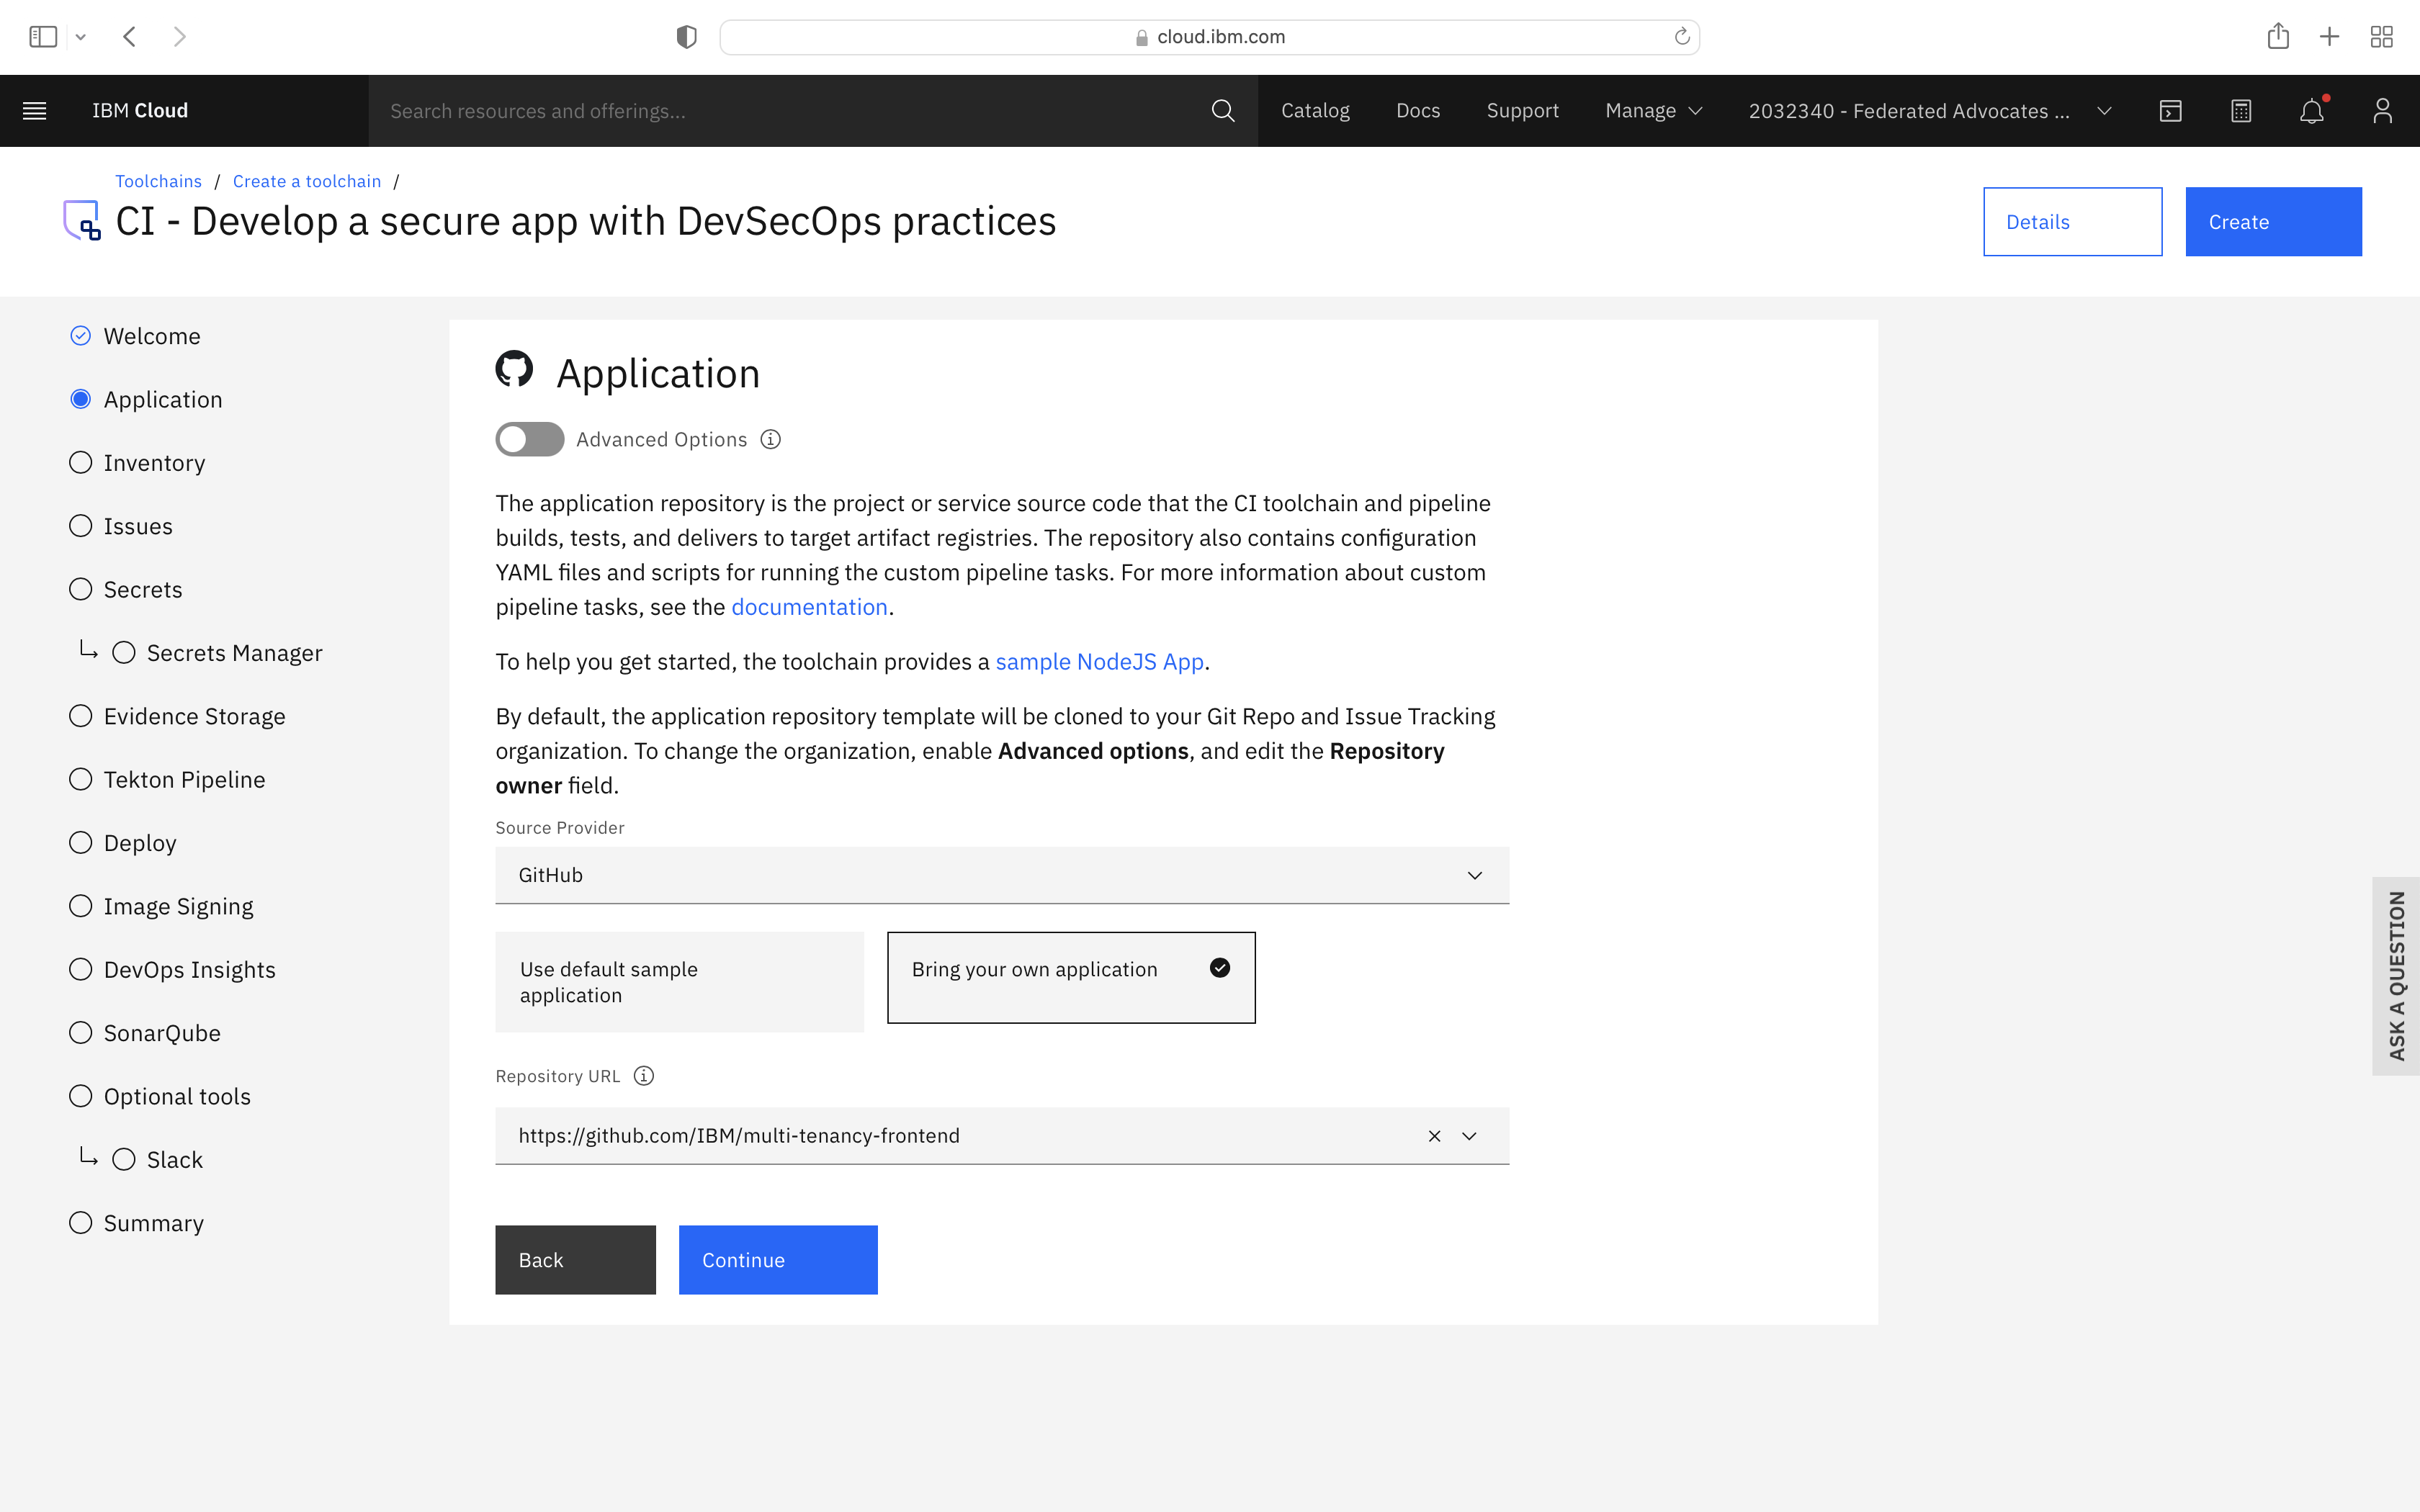 cloud.ibm.com
IBM Cloud
Search resources and offerings...
Catalog
Docs
Support
Manage
2032340 - Federated Advocates ...
Toolchains / Create a toolchain /
CI - Develop a secure app with DevSecOps practices
Details
Create
Welcome
Application
Inventory
Issues
Secrets
Secrets Manager
Evidence Storage
Tekton Pipeline
Deploy
Image Signing
DevOps Insights
SonarQube
Optional tools
Slack
Summary
Application
Advanced Options
The application repository is the project or service source code that the CI toolchain and pipeline
builds, tests, and delivers to target artifact registries. The repository also contains configuration
YAML files and scripts for running the custom pipeline tasks. For more information about custom
pipeline tasks, see the documentation.
To help you get started, the toolchain provides a sample NodeJS App.
By default, the application repository template will be cloned to your Git Repo and Issue Tracking
organization. To change the organization, enable Advanced options, and edit the Repository
owner field.
Source Provider
GitHub
Use default sample
application
Bring your own application
Repository URL
https://github.com/IBM/multi-tenancy-frontend
Back
Continue
ASK A QUESTION